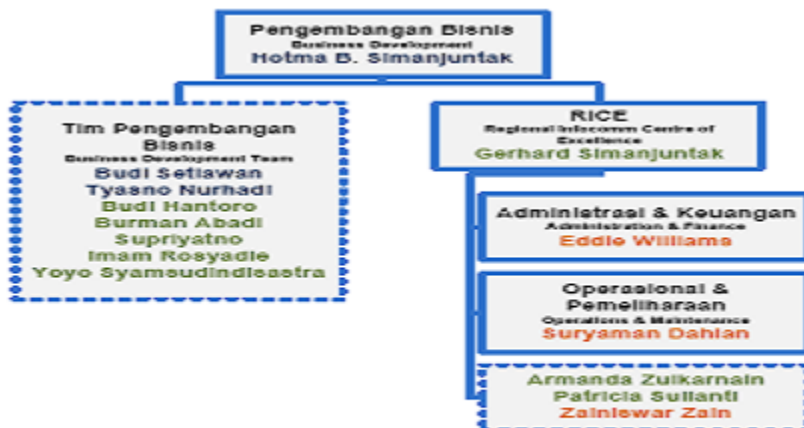 Pengembangan Bisnis
Business Development
Hotma B. Simanjuntak
Tim Pengembangan
Bisnis
Business Development Team
Budi Setiawan
Tyasno Nurhadi
Budi Hantoro
Burman Abadi
Supriyatno
Imam Rosyadie
Yoyo Syamsudindisastra
RICE
Regional Infocomm Centre of
Excellence
Gerhard Simanjuntak
Administrasi & Keuangan
Administration & Finance
Eddie Williams
Operasional &
Pemeliharaan
Operations & Maintenance
Suryaman Dahlan
Armanda Zulkarnain
Patricia Sulianti
Zainiswar Zain